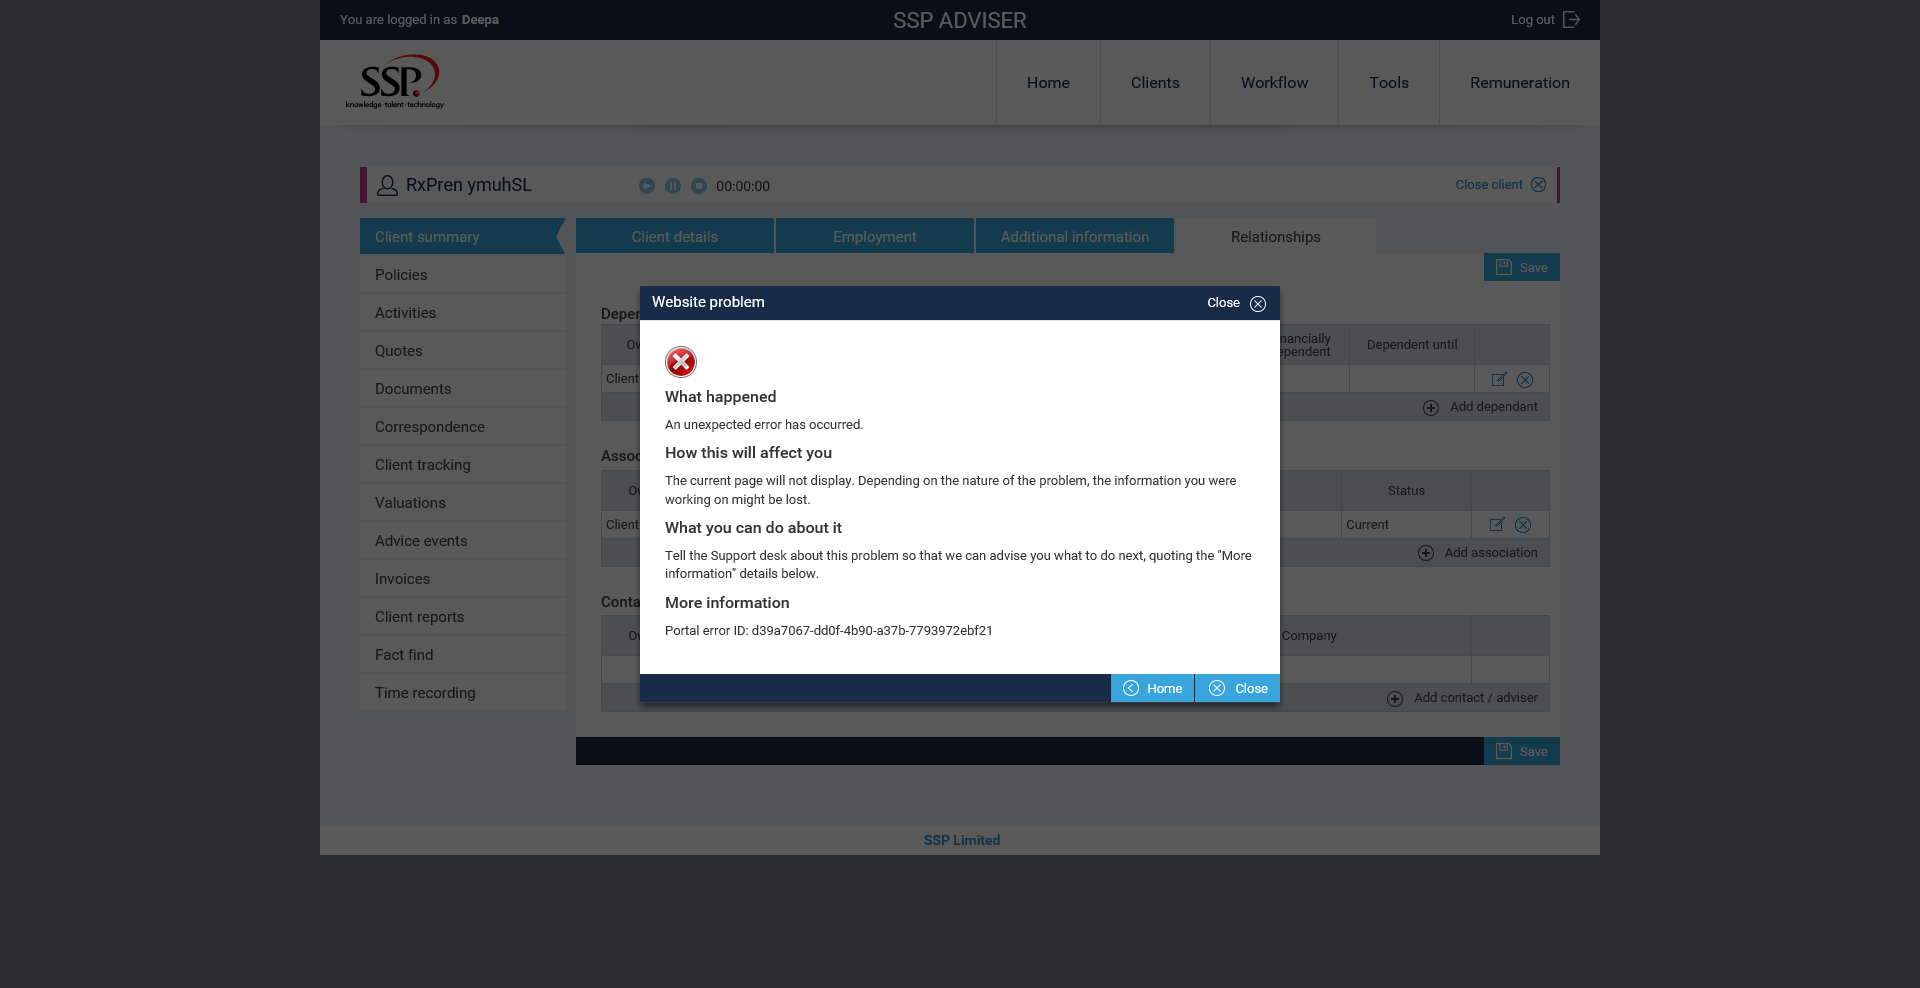 You are logged in as Deepa
SSP ADVISER
Log out
SSP.
knowledge·talent·technology
Home
Clients
Workflow
Tools
Remuneration
RxPren ymuhSL
00:00:00
Close client
Client summary
Policies
Activities
Quotes
Documents
Correspondence
Client tracking
Valuations
Advice events
Invoices
Client reports
Fact find
Time recording
Client details
Employment
Additional information
Relationships
Save
Depen
Ow
nancially
ependent
Dependent until
Client
Add dependant
Assoc
Ow
Status
Client
Current
Add association
Conta
Ow
Company
Add contact / adviser
Save
Website problem
Close
What happened
An unexpected error has occurred.
How this will affect you
The current page will not display. Depending on the nature of the problem, the information you were
working on might be lost.
What you can do about it
Tell the Support desk about this problem so that we can advise you what to do next, quoting the "More
information" details below.
More information
Portal error ID: d39a7067-dd0f-4b90-a37b-7793972ebf21
Home
Close
SSP Limited